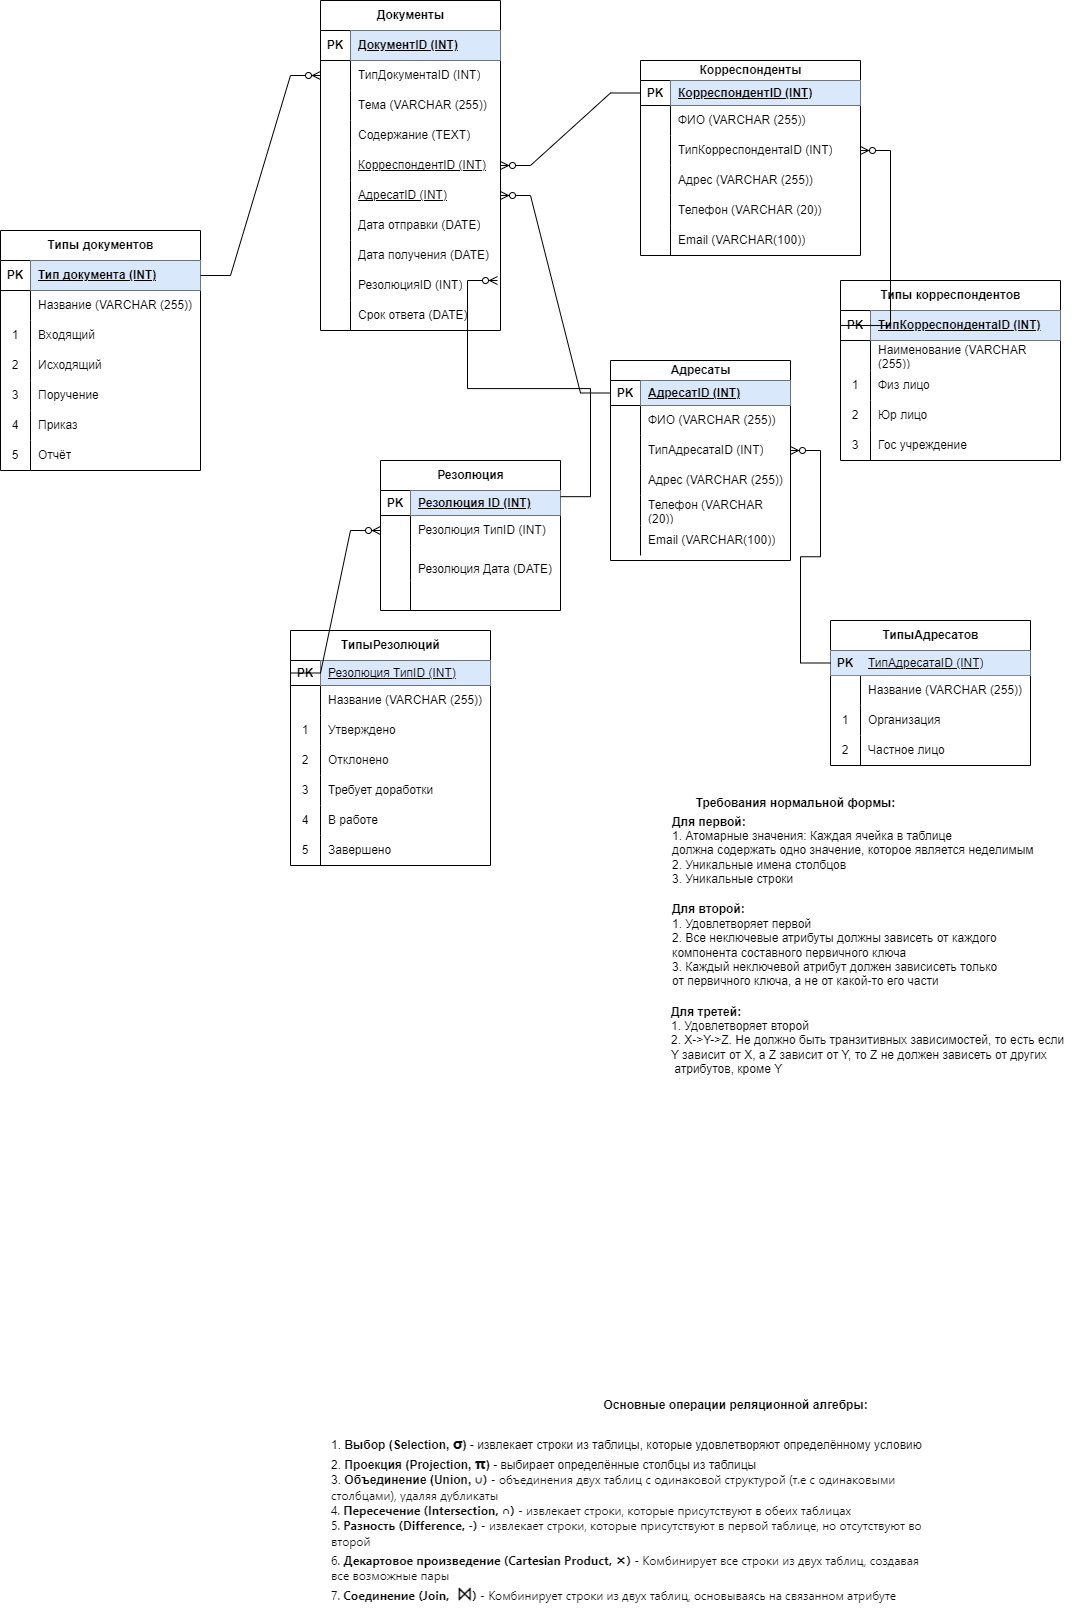 Документы
PK ДокументID (INT)
ТипДокументаID (INT)
Тема (VARCHAR (255))
Содержание (TEXT)
КорреспондентID (INT)
АдресатID (INT)
Дата отправки (DATE)
Дата получения (DATE)
РезолюцияID (INT)
Срок ответа (DATE)
Корреспонденты
PK КорреспондентID (INT)
ФИО (VARCHAR (255))
ТипКорреспондентаID (INT)
Адрес (VARCHAR (255))
Телефон (VARCHAR (20))
Email (VARCHAR(100))
Типы документов
PK Тип документа (INT)
Название (VARCHAR (255))
1 Входящий
2 Исходящий
3 Поручение
4 Приказ
5 Отчёт
Типы корреспондентов
PK ТипКорреспондентаID (INT)
Наименование (VARCHAR
(255))
1 Физ лицо
2 Юр лицо
3 Гос учреждение
Адресаты
PK АдресатID (INT)
ФИО (VARCHAR (255))
ТипАдресатаID (INT)
Адрес (VARCHAR (255))
Телефон (VARCHAR
(20))
Email (VARCHAR(100))
Резолюция
PK Резолюция ID (INT)
Резолюция ТипID (INT)
Резолюция Дата (DATE)
ТипыРезолюций
PK Резолюция ТипID (INT)
Название (VARCHAR (255))
1 Утверждено
2 Отклонено
3 Требует доработки
4 В работе
5 Завершено
ТипыАдресатов
PK ТипАдресатаID (INT)
Название (VARCHAR (255))
1 Организация
2 Частное лицо
Требования нормальной формы:
Для первой:
1. Атомарные значения: Каждая ячейка в таблице
должна содержать одно значение, которое является неделимым
2. Уникальные имена столбцов
3. Уникальные строки
Для второй:
1. Удовлетворяет первой
2. Все неключевые атрибуты должны зависеть от каждого
компонента составного первичного ключа
3. Каждый неключевой атрибут должен зависисеть только
от первичного ключа, а не от какой-то его части
Для третей:
1. Удовлетворяет второй
2. X->Y->Z. Не должно быть транзитивных зависимостей, то есть если
Y зависит от X, а Z зависит от Y, то Z не должен зависеть от других
атрибутов, кроме Y
Основные операции реляционной алгебры:
1. Выбор (Selection, σ) - извлекает строки из таблицы, которые удовлетворяют определённому условию
2. Проекция (Projection, π) - выбирает определённые столбцы из таблицы
3. Объединение (Union, ∪) - объединения двух таблиц с одинаковой структурой (т.е с одинаковыми
столбцами), удаляя дубликаты
4. Пересечение (Intersection, ∩) - извлекает строки, которые присутствуют в обеих таблицах
5. Разность (Difference, -) - извлекает строки, которые присутствуют в первой таблице, но отсутствуют во
второй
6. Декартовое произведение (Cartesian Product, ×) - Комбинирует все строки из двух таблиц, создавая
все возможные пары
7. Соединение (Join, ⋈) - Комбинирует строки из двух таблиц, основываясь на связанном атрибуте